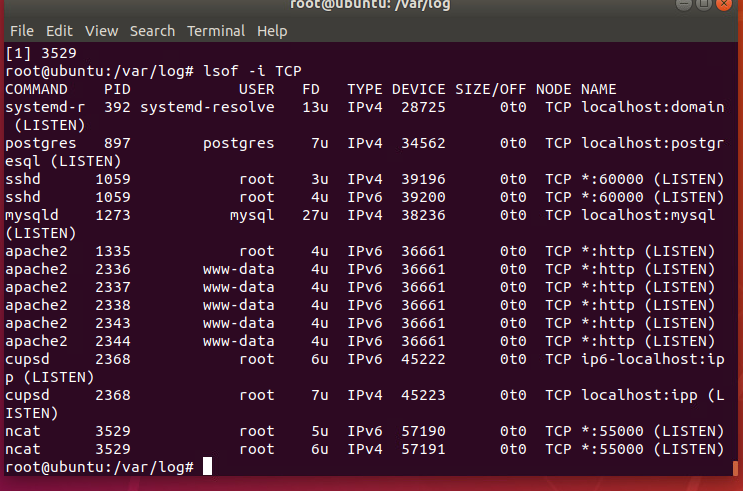 root@ubuntu: /var/log
File Edit View Search Terminal Help
[1] 3529
root@ubuntu:/var/log# lsof -i TCP
COMMAND    PID            USER   FD   TYPE DEVICE SIZE/OFF NODE NAME
systemd-r  392 systemd-resolve   13u  IPv4  28725      0t0  TCP localhost:domain
 (LISTEN)
postgres   897        postgres    7u  IPv4  34562      0t0  TCP localhost:postgr
esql (LISTEN)
sshd      1059            root    3u  IPv4  39196      0t0  TCP *:60000 (LISTEN)
sshd      1059            root    4u  IPv6  39200      0t0  TCP *:60000 (LISTEN)
mysqld    1273           mysql   27u  IPv4  38236      0t0  TCP localhost:mysql
(LISTEN)
apache2   1335            root    4u  IPv6  36661      0t0  TCP *:http (LISTEN)
apache2   2336        www-data    4u  IPv6  36661      0t0  TCP *:http (LISTEN)
apache2   2337        www-data    4u  IPv6  36661      0t0  TCP *:http (LISTEN)
apache2   2338        www-data    4u  IPv6  36661      0t0  TCP *:http (LISTEN)
apache2   2343        www-data    4u  IPv6  36661      0t0  TCP *:http (LISTEN)
apache2   2344        www-data    4u  IPv6  36661      0t0  TCP *:http (LISTEN)
cupsd     2368            root    6u  IPv6  45222      0t0  TCP ip6-localhost:ip
p (LISTEN)
cupsd     2368            root    7u  IPv4  45223      0t0  TCP localhost:ipp (L
ISTEN)
ncat      3529            root    5u  IPv6  57190      0t0  TCP *:55000 (LISTEN)
ncat      3529            root    6u  IPv4  57191      0t0  TCP *:55000 (LISTEN)
root@ubuntu:/var/log#